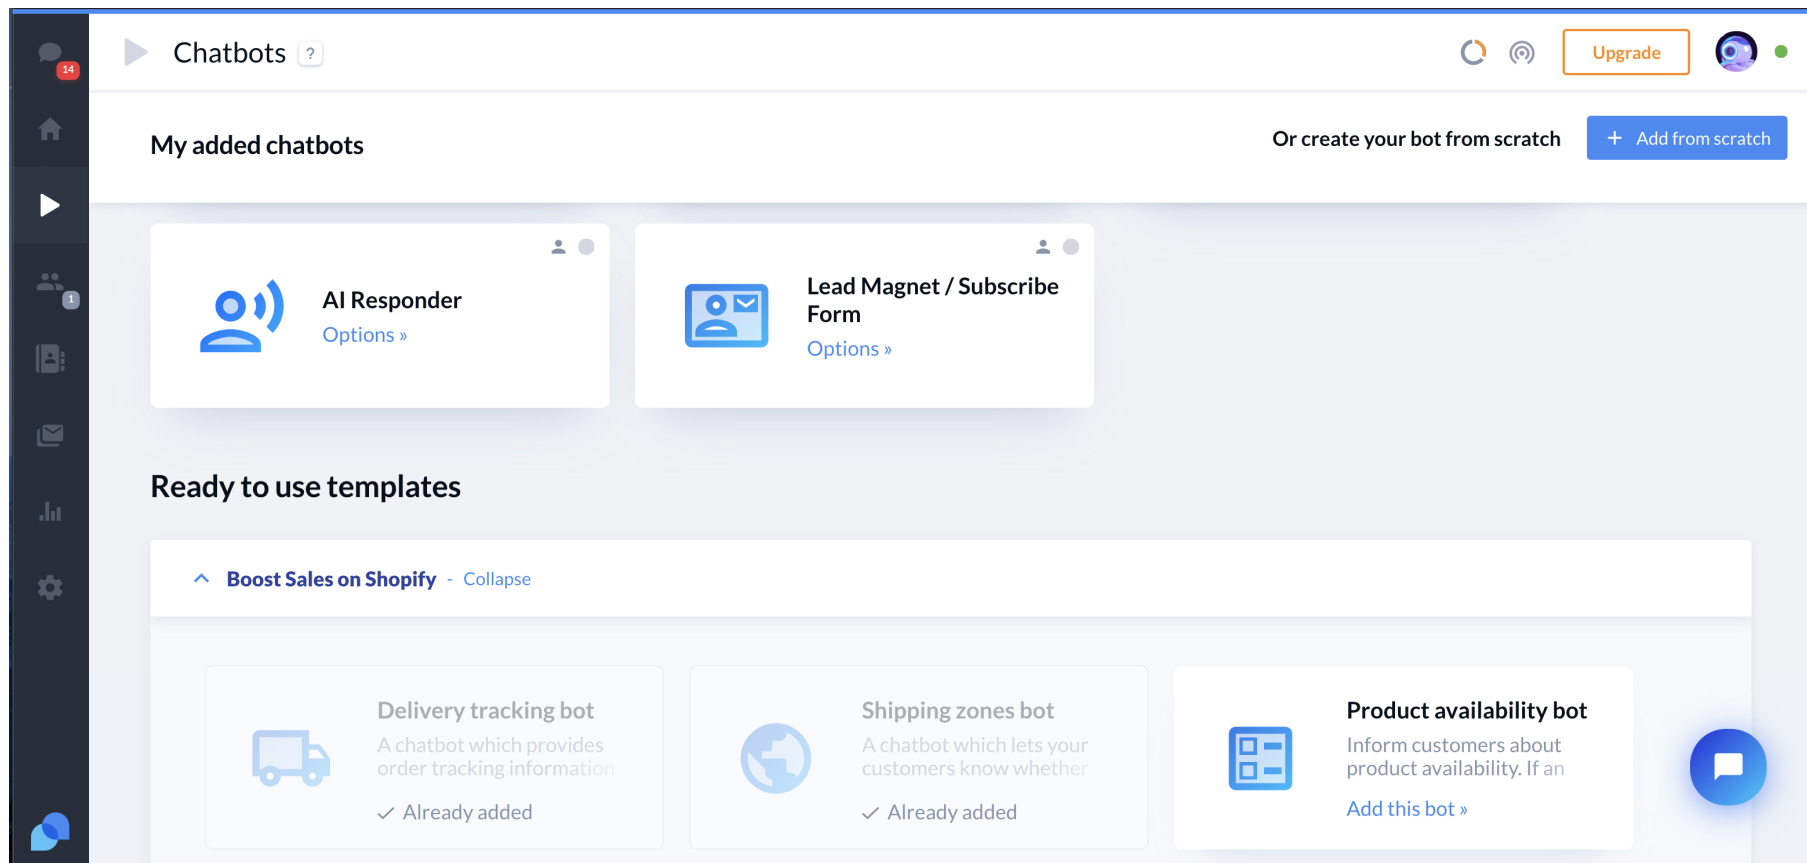 14
Chatbots ?
Upgrade
My added chatbots
Or create your bot from scratch
+ Add from scratch
AI Responder
Options »
Lead Magnet / Subscribe
Form
Options »
1
Ready to use templates
Boost Sales on Shopify - Collapse
Delivery tracking bot
A chatbot which provides
order tracking information
Already added
Shipping zones bot
A chatbot which lets your
customers know whether
Already added
Product availability bot
Inform customers about
product availability. If an
Add this bot »